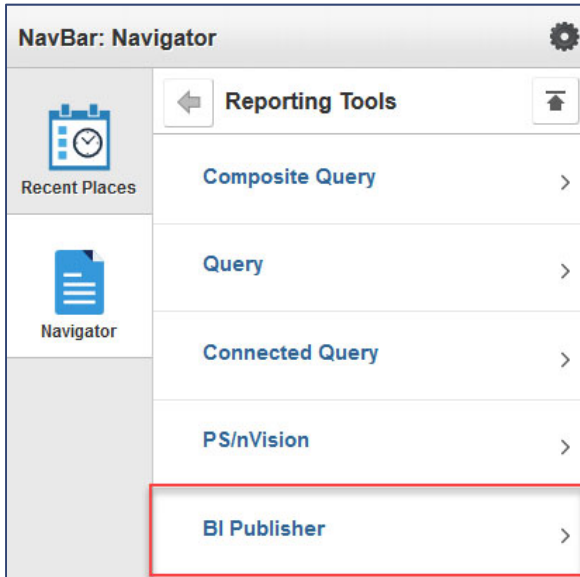 NavBar: Navigator
Recent Places
Navigator
Reporting Tools
Composite Query
Query
Connected Query
PS/nVision
BI Publisher